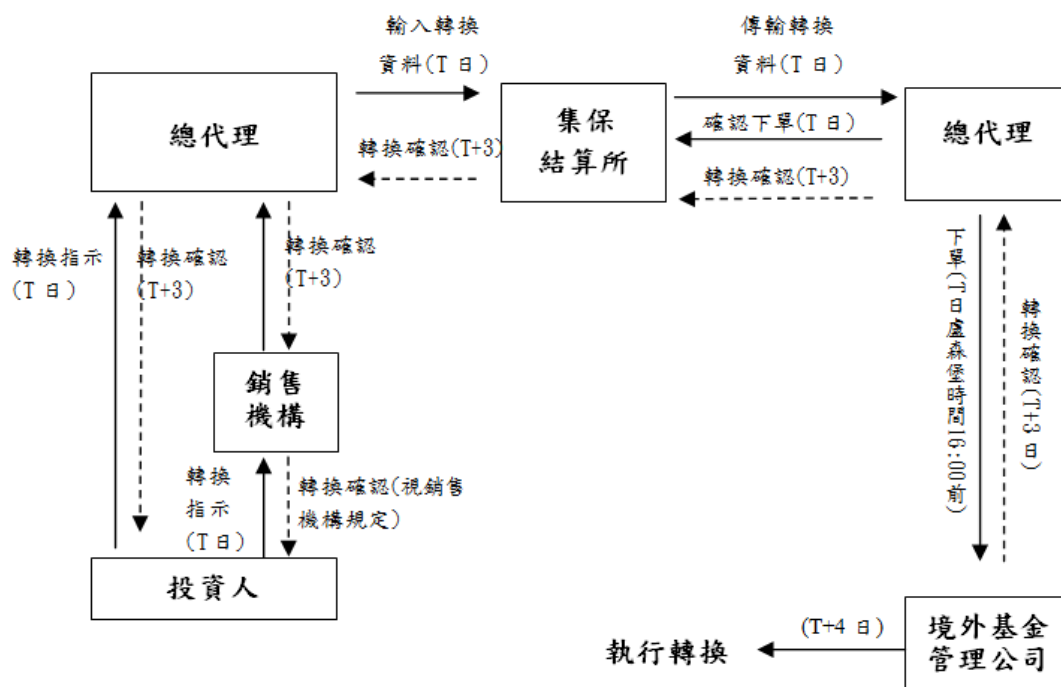 輸入轉換
資料(T 日)
傳輸轉換
資料(T 日)
總代理
集保
結算所
總代理
轉換確認(T+3)
確認下單(T 日)
轉換確認(T+3)
轉換指示
(T 日)
轉換確認
(T+3)
轉換確認
(T+3)
下單(T日盧森堡時間16:00前)
轉換確認(T+3日)
銷售
機構
轉換
指示
(T 日)
轉換確認(視銷售
機構規定)
投資人
執行轉換
(T+4 日)
境外基金
管理公司